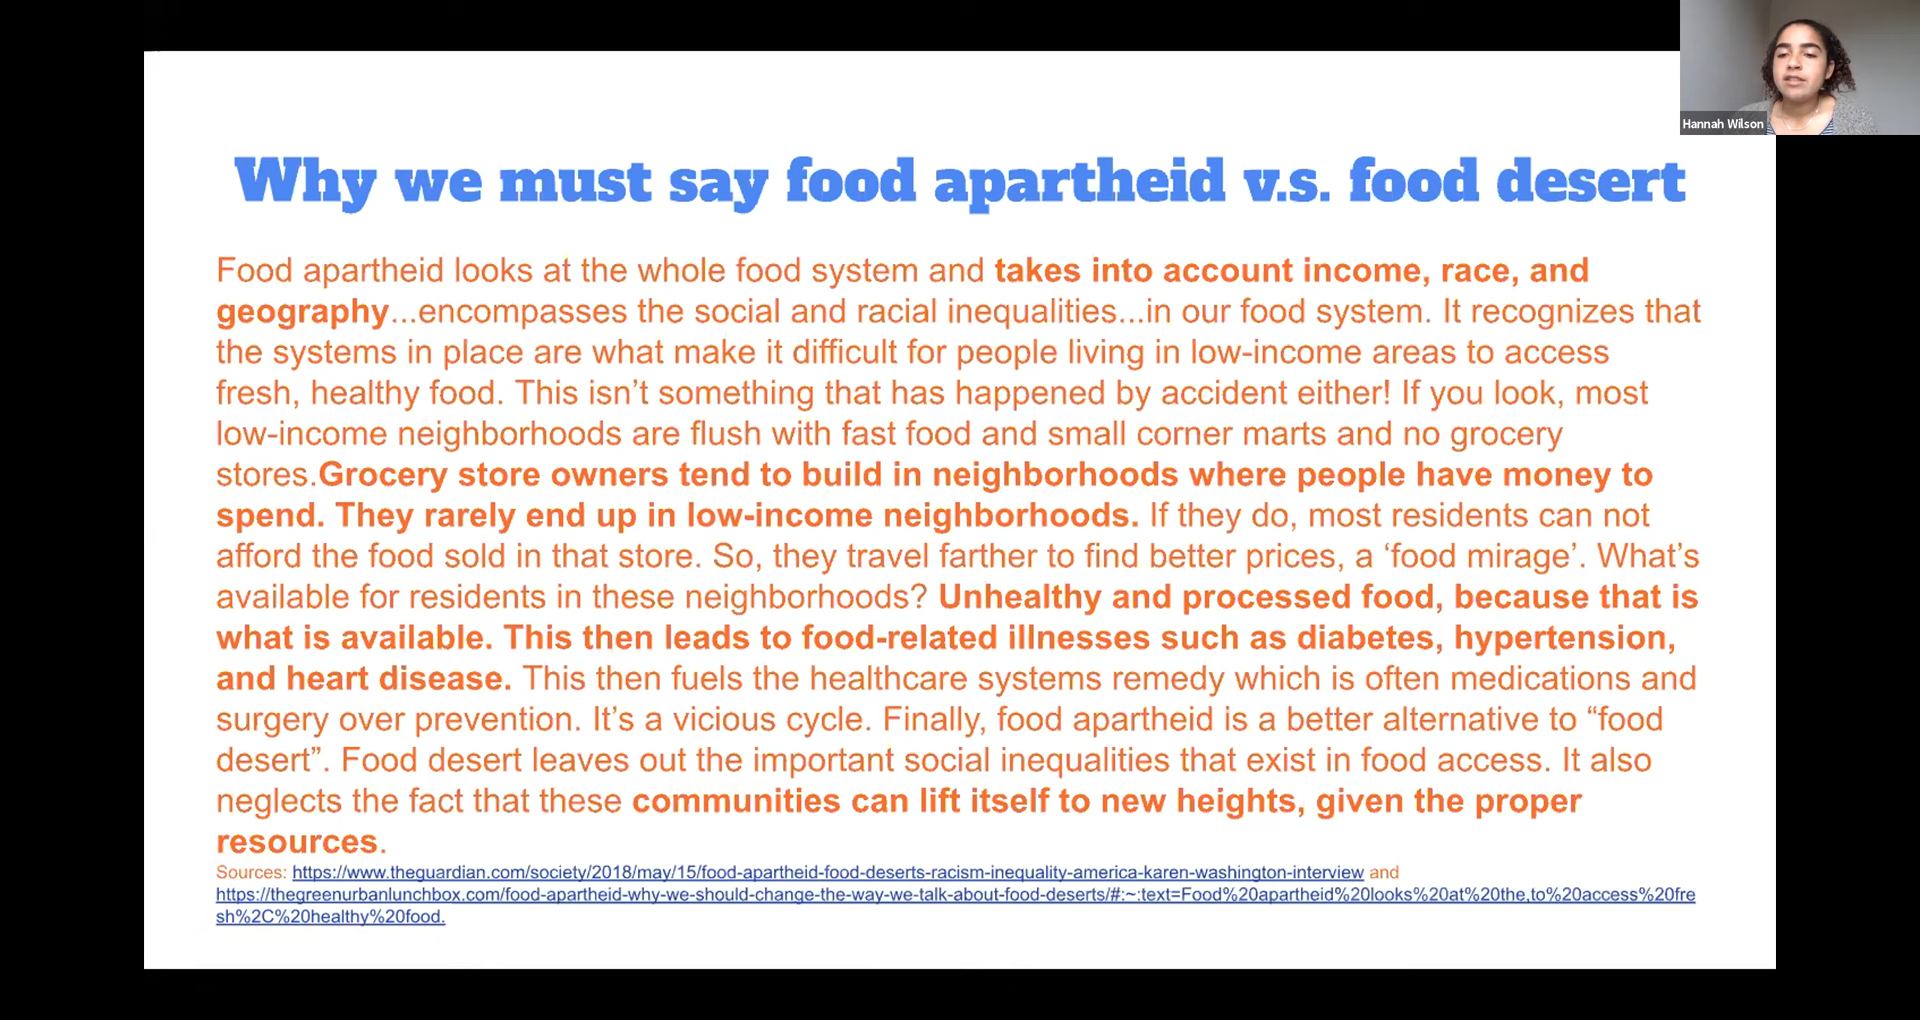 Hannah Wilson
Why we must say food apartheid v.s. food desert
Food apartheid looks at the whole food system and takes into account income, race, and
geography...encompasses the social and racial inequalities...in our food system. It recognizes that
the systems in place are what make it difficult for people living in low-income areas to access
fresh, healthy food. This isn’t something that has happened by accident either! If you look, most
low-income neighborhoods are flush with fast food and small corner marts and no grocery
stores.Grocery store owners tend to build in neighborhoods where people have money to
spend. They rarely end up in low-income neighborhoods. If they do, most residents can not
afford the food sold in that store. So, they travel farther to find better prices, a ‘food mirage’. What’s
available for residents in these neighborhoods? Unhealthy and processed food, because that is
what is available. This then leads to food-related illnesses such as diabetes, hypertension,
and heart disease. This then fuels the healthcare systems remedy which is often medications and
surgery over prevention. It’s a vicious cycle. Finally, food apartheid is a better alternative to “food
desert”. Food desert leaves out the important social inequalities that exist in food access. It also
neglects the fact that these communities can lift itself to new heights, given the proper
resources.
Sources: https://www.theguardian.com/society/2018/may/15/food-apartheid-food-deserts-racism-inequality-america-karen-washington-interview and
https://thegreenurbanlunchbox.com/food-apartheid-why-we-should-change-the-way-we-talk-about-food-deserts/#:~:text=Food%20apartheid%20looks%20at%20the,to%20access%20fre
sh%2C%20healthy%20food.